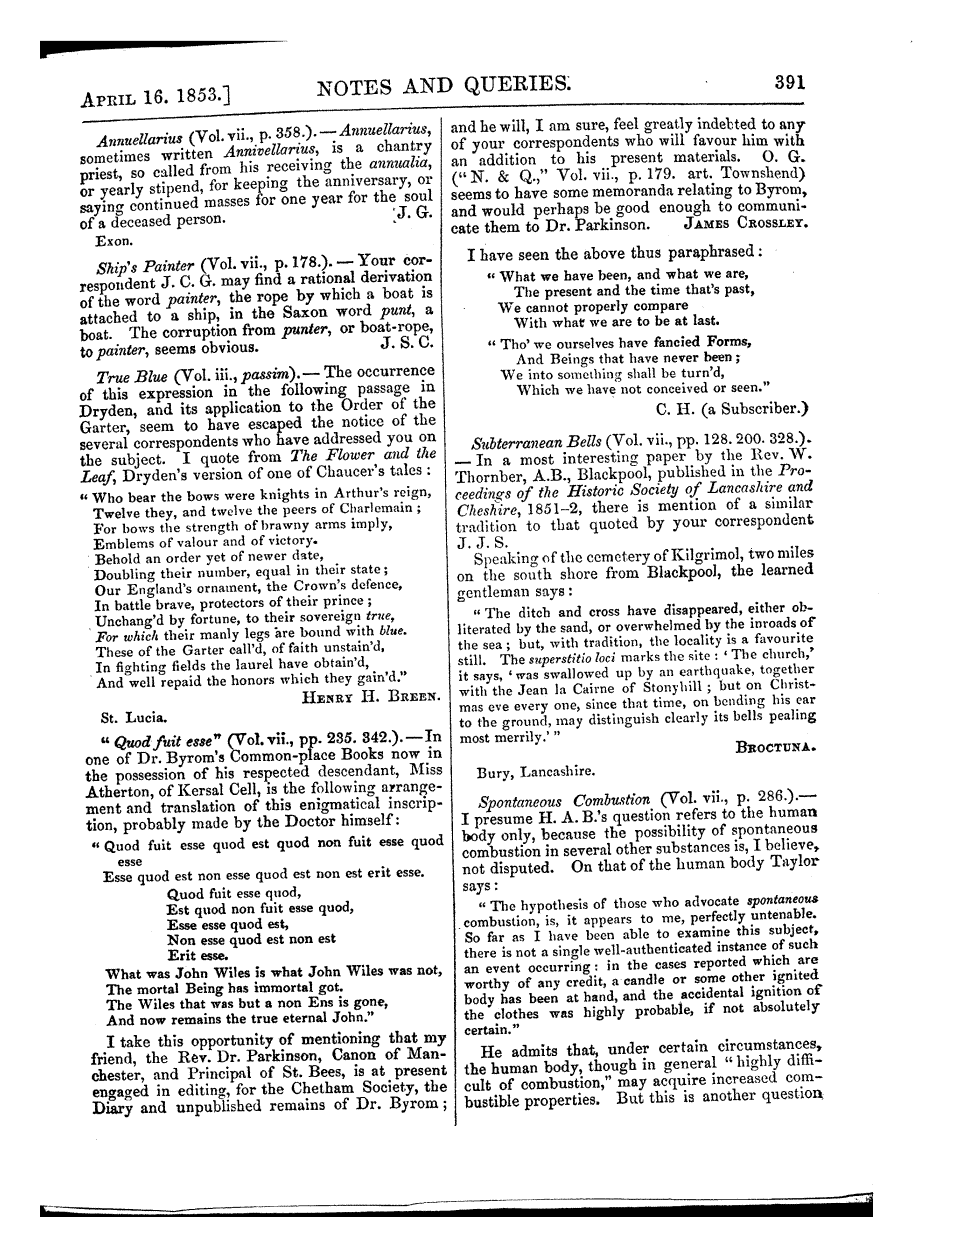 APRIL 16. 1853.]
NOTES AND QUERIES.
391
Annuellarius (Vol. vii., p. 358.).—Annuellarius,
sometimes written Annivellarius, is a chantry
priest, so called from his receiving the annualia,
or yearly stipend, for keeping the anniversary, or
saying continued masses for one year for the soul
of a deceased person. J. G.
Exon.
Ship's Painter (Vol. vii., p. 178.).—Your cor-
respondent J. C. G. may find a rational derivation
of the word painter, the rope by which a boat is
attached to a ship, in the Saxon word punt, a
boat. The corruption from punter, or boat-rope,
to painter, seems obvious. J. S. C.
True Blue (Vol. iii., passim).—The occurrence
of this expression in the following passage in
Dryden, and its application to the Order of the
Garter, seem to have escaped the notice of the
several correspondents who have addressed you on
the subject. I quote from The Flower and the
Leaf, Dryden's version of one of Chaucer's tales:
"Who bear the bows were knights in Arthur's reign,
Twelve they, and twelve the peers of Charlemain;
For bows the strength of brawny arms imply,
Emblems of valour and of victory.
Behold an order yet of newer date,
Doubling their number, equal in their state;
Our England's ornament, the Crown's defence,
In battle brave, protectors of their prince;
Unchang'd by fortune, to their sovereign true,
For which their manly legs are bound with blue.
These of the Garter call'd, of faith unstain'd,
In fighting fields the laurel have obtain'd,
And well repaid the honors which they gain'd."
HENRY H. BREEN.
St. Lucia.
"Quod fuit esse" (Vol. vii., pp. 235. 342.).—In
one of Dr. Byrom's Common-place Books now in
the possession of his respected descendant, Miss
Atherton, of Kersal Cell, is the following arrange-
ment and translation of this enigmatical inscrip-
tion, probably made by the Doctor himself:
"Quod fuit esse quod est quod non fuit esse quod
esse
Esse quod est non esse quod est non est erit esse.
Quod fuit esse quod,
Est quod non fuit esse quod,
Esse esse quod est,
Non esse quod est non est
Erit esse.
What was John Wiles is what John Wiles was not,
The mortal Being has immortal got.
The Wiles that was but a non Ens is gone,
And now remains the true eternal John."
I take this opportunity of mentioning that my
friend, the Rev. Dr. Parkinson, Canon of Man-
chester, and Principal of St. Bees, is at present
engaged in editing, for the Chetham Society, the
Diary and unpublished remains of Dr. Byrom;
and he will, I am sure, feel greatly indebted to any
of your correspondents who will favour him with
an addition to his present materials. O. G.
("N. & Q.," Vol. vii., p. 179. art. Townshend)
seems to have some memoranda relating to Byrom,
and would perhaps be good enough to communi-
cate them to Dr. Parkinson. JAMES CROSSLEY.
I have seen the above thus paraphrased:
"What we have been, and what we are,
The present and the time that's past,
We cannot properly compare
With what we are to be at last.
"Tho' we ourselves have fancied Forms,
And Beings that have never been;
We into something shall be turn'd,
Which we have not conceived or seen."
C. H. (a Subscriber.)
Subterranean Bells (Vol. vii., pp. 128. 200. 328.).
—In a most interesting paper by the Rev. W.
Thornber, A.B., Blackpool, published in the Pro-
ceedings of the Historic Society of Lancashire and
Cheshire, 1851-2, there is mention of a similar
tradition to that quoted by your correspondent
J. J. S.
Speaking of the cemetery of Kilgrimol, two miles
on the south shore from Blackpool, the learned
gentleman says:
"The ditch and cross have disappeared, either ob-
literated by the sand, or overwhelmed by the inroads of
the sea; but, with tradition, the locality is a favourite
still. The superstitio loci marks the site: 'The church,'
it says, 'was swallowed up by an earthquake, together
with the Jean la Cairne of Stonyhill; but on Christ-
mas eve every one, since that time, on bending his ear
to the ground, may distinguish clearly its bells pealing
most merrily.'"
BROCTUNA.
Bury, Lancashire.
Spontaneous Combustion (Vol. vii., p. 286.).—
I presume H. A. B.'s question refers to the human
body only, because the possibility of spontaneous
combustion in several other substances is, I believe,
not disputed. On that of the human body Taylor
says:
"The hypothesis of those who advocate spontaneous
combustion, is, it appears to me, perfectly untenable.
So far as I have been able to examine this subject,
there is not a single well-authenticated instance of such
an event occurring: in the cases reported which are
worthy of any credit, a candle or some other ignited
body has been at hand, and the accidental ignition of
the clothes was highly probable, if not absolutely
certain."
He admits that, under certain circumstances,
the human body, though in general "highly diffi-
cult of combustion," may acquire increased com-
bustible properties. But this is another question